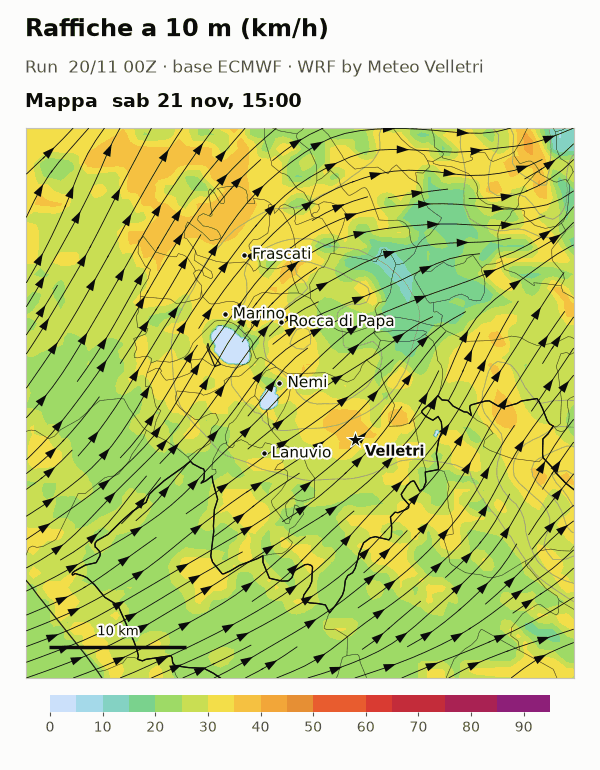 Raffiche a 10 m (km/h)
Run  20/11 00Z · base ECMWF · WRF by Meteo Velletri
Mappa  sab 21 nov, 15:00
Frascati
Marino
Rocca di Papa
Nemi
Lanuvio
Velletri
10 km
0 10 20 30 40 50 60 70 80 90